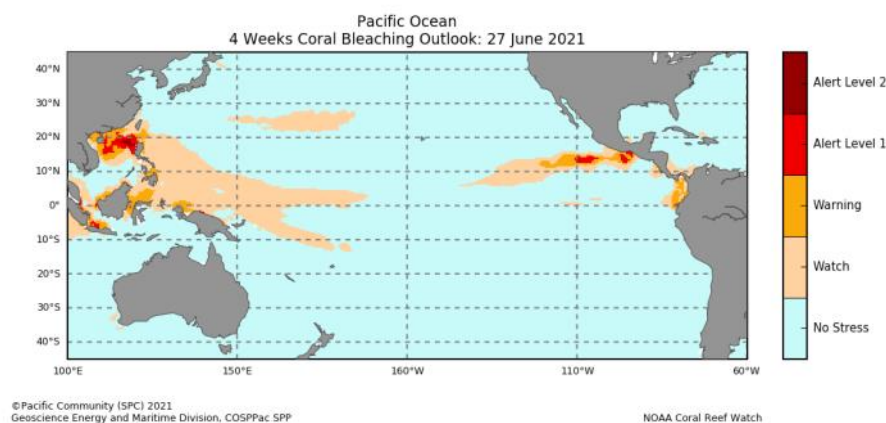 Pacific Ocean
4 Weeks Coral Bleaching Outlook: 27 June 2021
40°N
30°N
20°N
10°N
0°
10°S
20°S
30°S
40°S
100°E
150°E
160°W
110°W
60°W
Alert Level 2
Alert Level 1
Warning
Watch
No Stress
©Pacific Community (SPC) 2021
Geoscience Energy and Maritime Division, COSPPac SPP
NOAA Coral Reef Watch